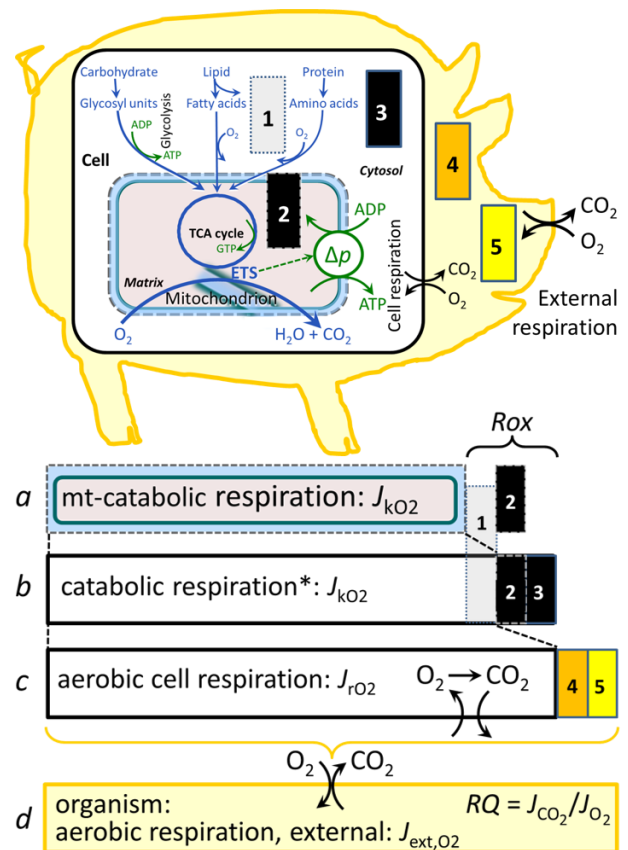 Carbohydrate
Lipid
Protein
Glycosyl units
Fatty acids
Amino acids
Glycolysis
ADP
ATP
O2
O2
1
3
4
Cell
Cytosol
2
ADP
TCA cycle
GTP
Δp
5
CO2
O2
Matrix
ETS
Mitochondrion
ATP
Cell respiration
CO2
O2
External
respiration
O2
H2O + CO2
Rox
a
mt-catabolic respiration: JkO2
1
2
b
catabolic respiration*: JkO2
2
3
c
aerobic cell respiration: JrO2
O2 → CO2
4
5
O2 CO2
d
organism:
RQ = JCO2/JO2
aerobic respiration, external: Jext,O2